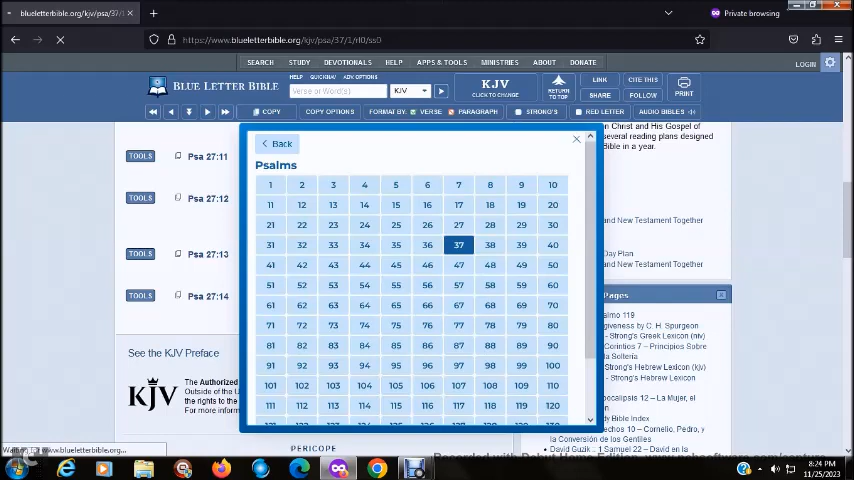 blueletterbible.org/kjv/psa/37/1
Private browsing
https://www.blueletterbible.org/kjv/psa/37/1/rl0/ss0
SEARCH STUDY DEVOTIONALS HELP APPS & TOOLS MINISTRIES ABOUT DONATE
LOGIN
BLUE LETTER BIBLE
HELP QUICKNAV ADV. OPTIONS
Verse or Word(s)
KJV
KJV
CLICK TO CHANGE
RETURN TO TOP
LINK
CITE THIS
SHARE
FOLLOW
PRINT
COPY COPY OPTIONS FORMAT BY: VERSE PARAGRAPH STRONG'S RED LETTER AUDIO BIBLES
TOOLS Psa 27:11
TOOLS Psa 27:12
TOOLS Psa 27:13
TOOLS Psa 27:14
See the KJV Preface
KJV
The Authorized
Outside of the U
the rights to the
For more inform
PERICOPE
Back
Psalms
1 2 3 4 5 6 7 8 9 10
11 12 13 14 15 16 17 18 19 20
21 22 23 24 25 26 27 28 29 30
31 32 33 34 35 36 37 38 39 40
41 42 43 44 45 46 47 48 49 50
51 52 53 54 55 56 57 58 59 60
61 62 63 64 65 66 67 68 69 70
71 72 73 74 75 76 77 78 79 80
81 82 83 84 85 86 87 88 89 90
91 92 93 94 95 96 97 98 99 100
101 102 103 104 105 106 107 108 109 110
111 112 113 114 115 116 117 118 119 120
on Christ and His Gospel of
several reading plans designed
Bible in a year.
and New Testament Together
Day Plan
and New Testament Together
Pages
salmo 119
giveness by C. H. Spurgeon
- Strong's Greek Lexicon (niv)
Corintios 7 – Principios Sobre
la Soltería
- Strong's Hebrew Lexicon (kjv)
- Strong's Hebrew Lexicon
Apocalipsis 12 – La Mujer, el
Bible Index
Hechos 10 – Cornelio, Pedro, y
la Conversión de los Gentiles
David Guzik :: 1 Samuel 22 – David en la
www.blueletterbible.org...
8:24 PM
11/25/2023